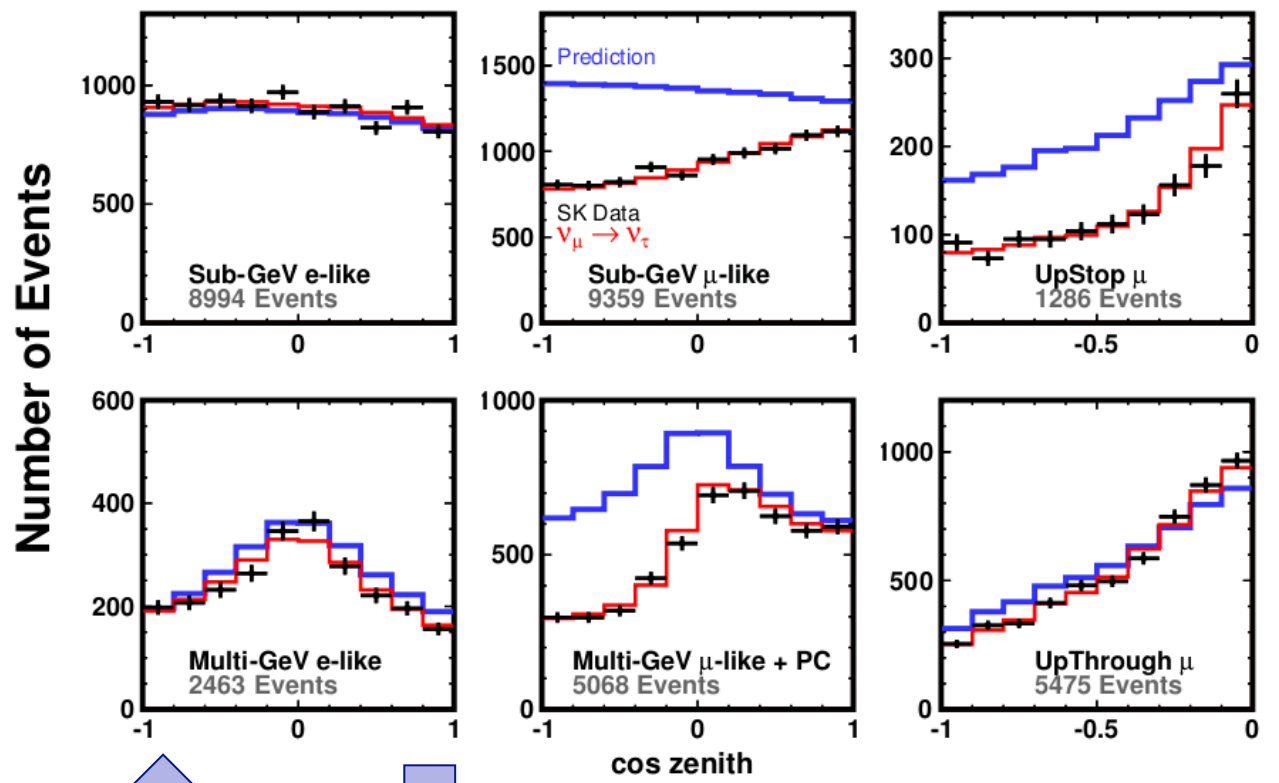 Number of Events
1000
500
0
-1 0 1
Sub-GeV e-like
8994 Events
1500
1000
500
0
-1 0 1
Prediction
SK Data
νμ → ντ
Sub-GeV μ-like
9359 Events
300
200
100
0
-1 -0.5 0
UpStop μ
1286 Events
600
400
200
0
-1 0 1
Multi-GeV e-like
2463 Events
1000
500
0
-1 0 1
Multi-GeV μ-like + PC
5068 Events
1000
500
0
-1 -0.5 0
UpThrough μ
5475 Events
cos zenith